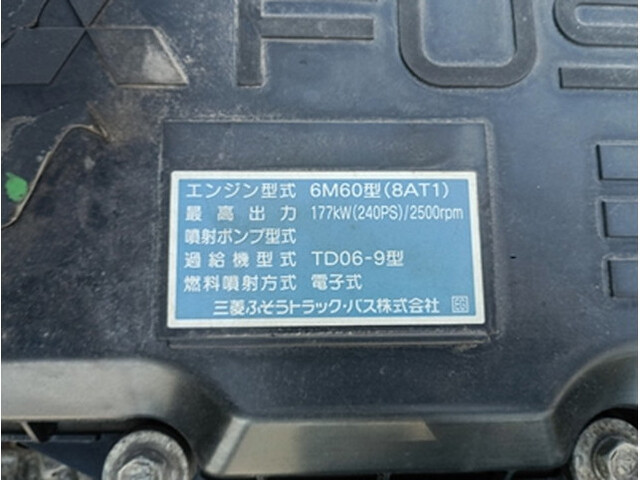 FUS
エンジン型式 6M60型(8AT1)
最高出力 177kW(240PS)/2500rpm
噴射ポンプ型式
過給機型式 TD06-9型
燃料噴射方式 電子式
三菱ふそうトラック・バス株式会社